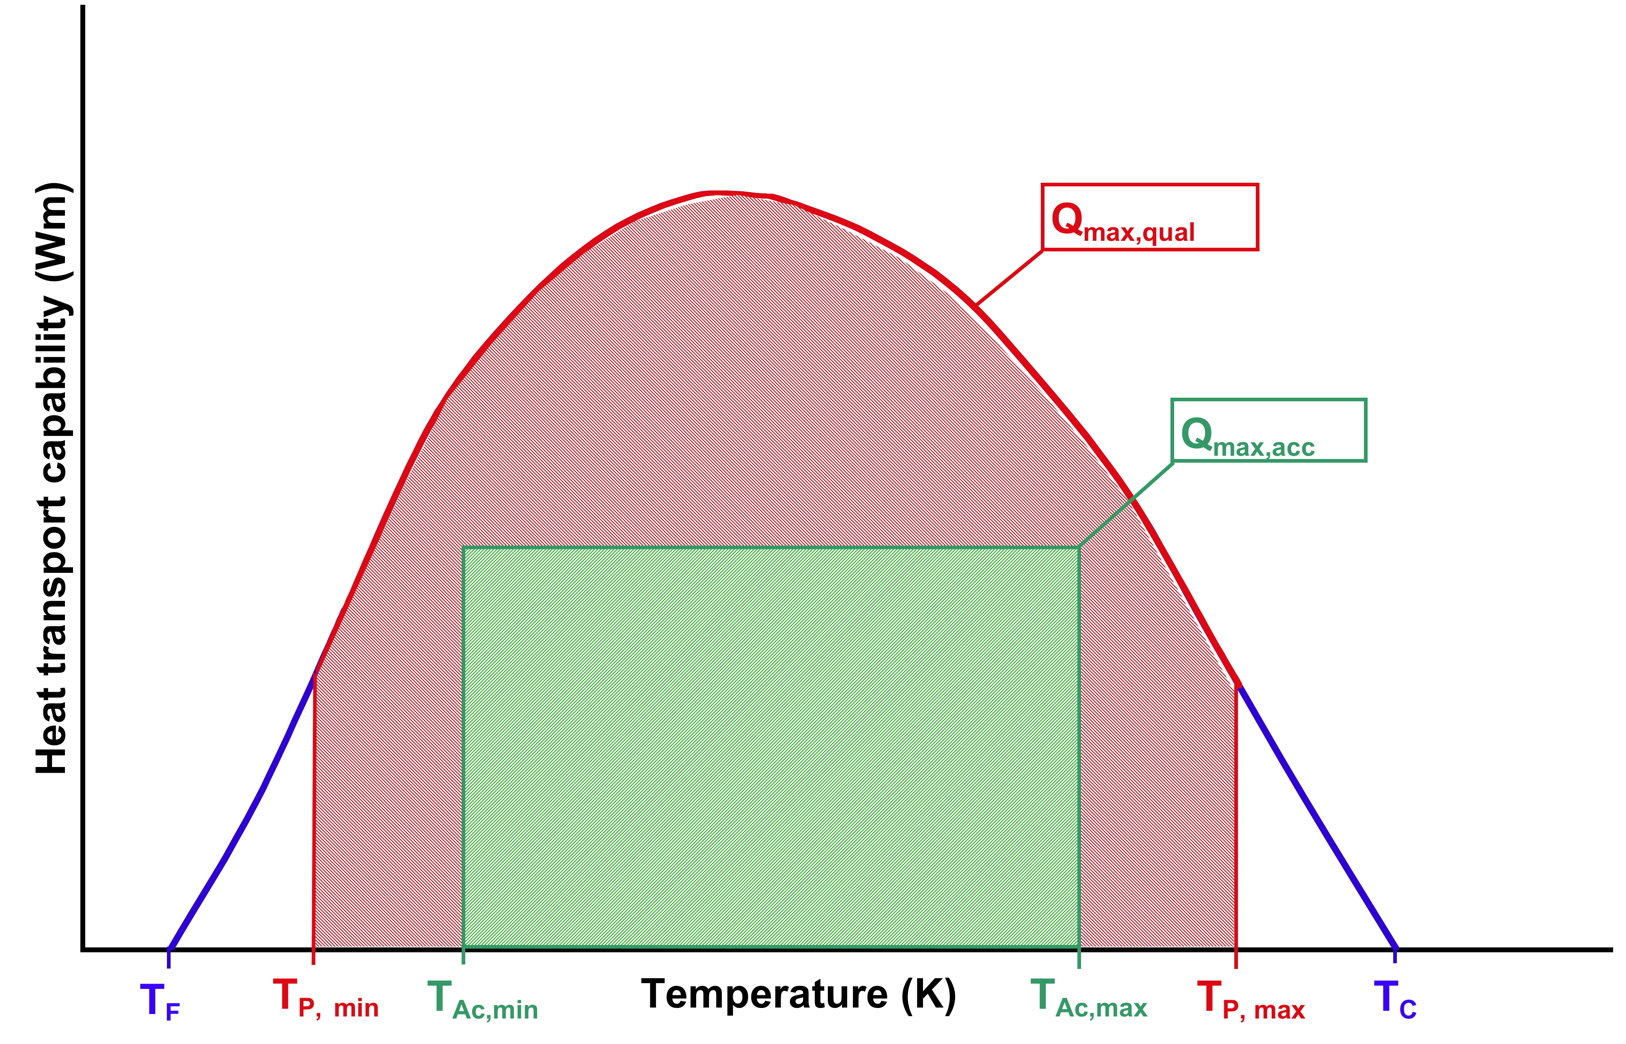 Heat transport capability (Wm)
Qmax,qual
Qmax,acc
TF
TP, min
TAc,min
Temperature (K)
TAc,max
TP, max
TC